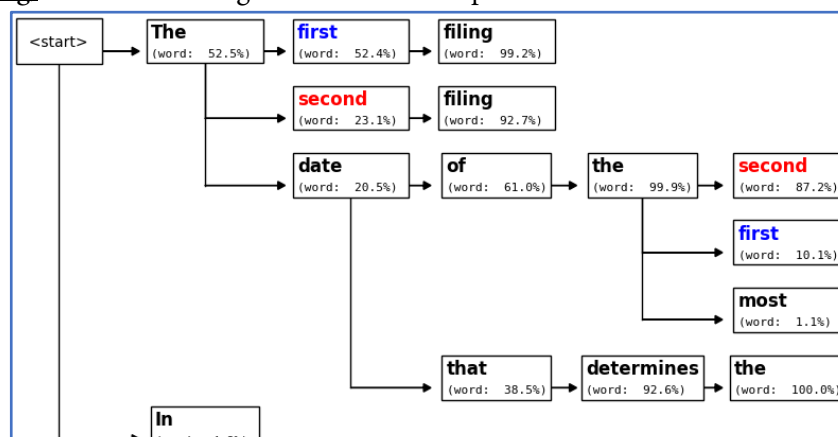 <start> The first filing
(word: 52.5%) (word: 52.4%) (word: 99.2%)
second filing
(word: 23.1%) (word: 92.7%)
date of the second
(word: 20.5%) (word: 61.0%) (word: 99.9%) (word: 87.2%)
first
(word: 10.1%)
most
(word: 1.1%)
that determines the
(word: 38.5%) (word: 92.6%) (word: 100.0%)
In